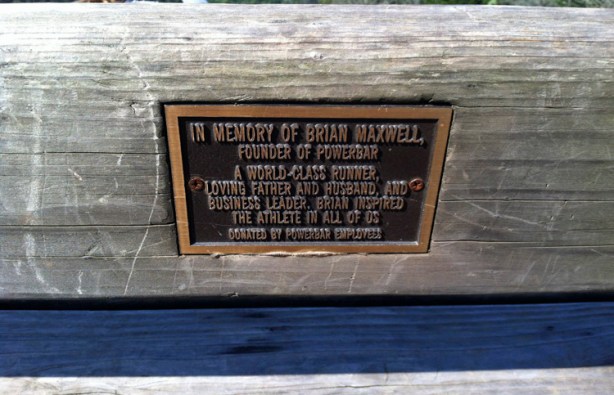 IN MEMORY OF BRIAN MAXWELL,
FOUNDER OF POWERBAR
A WORLD-CLASS RUNNER,
LOVING FATHER AND HUSBAND, AND
BUSINESS LEADER. BRIAN INSPIRED
THE ATHLETE IN ALL OF US
DONATED BY POWERBAR EMPLOYEES